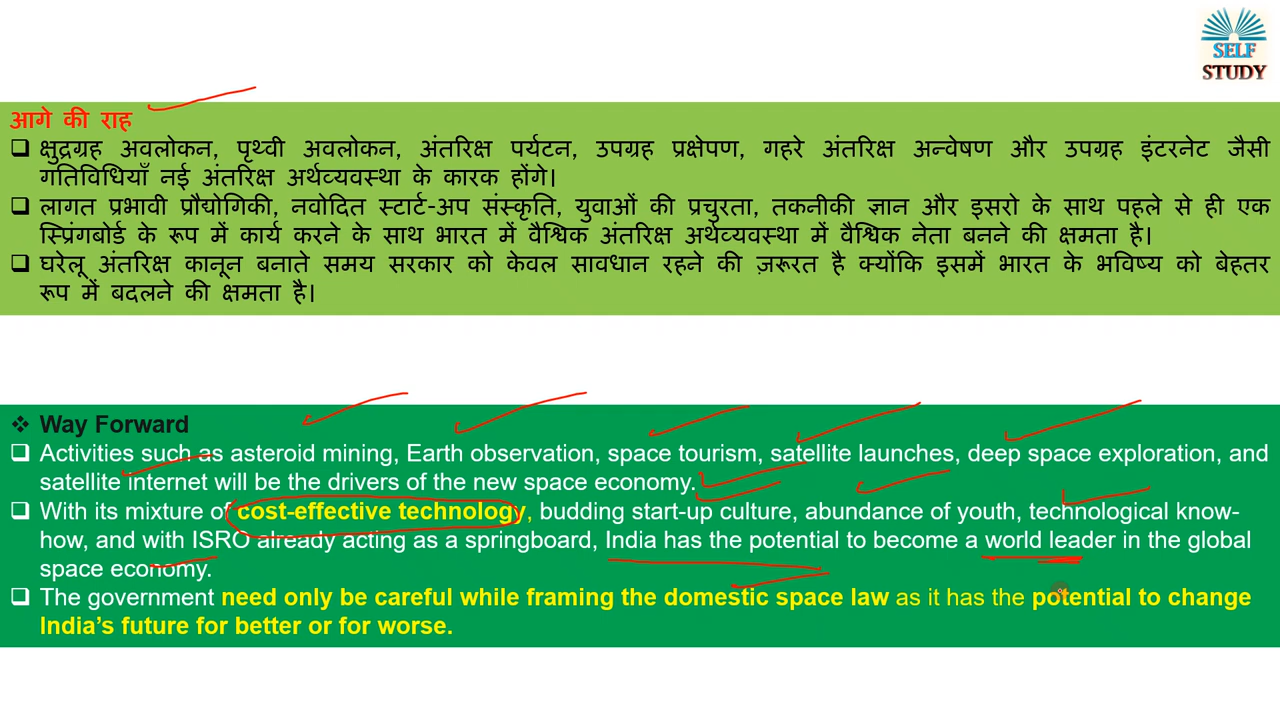 SELF
STUDY
आगे की राह
❑ क्षुद्रग्रह अवलोकन, पृथ्वी अवलोकन, अंतरिक्ष पर्यटन, उपग्रह प्रक्षेपण, गहरे अंतरिक्ष अन्वेषण और उपग्रह इंटरनेट जैसी
गतिविधियाँ नई अंतरिक्ष अर्थव्यवस्था के कारक होंगे।
❑ लागत प्रभावी प्रौद्योगिकी, नवोदित स्टार्ट-अप संस्कृति, युवाओं की प्रचुरता, तकनीकी ज्ञान और इसरो के साथ पहले से ही एक
स्प्रिंगबोर्ड के रूप में कार्य करने के साथ भारत में वैश्विक अंतरिक्ष अर्थव्यवस्था में वैश्विक नेता बनने की क्षमता है।
❑ घरेलू अंतरिक्ष कानून बनाते समय सरकार को केवल सावधान रहने की ज़रूरत है क्योंकि इसमें भारत के भविष्य को बेहतर
रूप में बदलने की क्षमता है।
❖ Way Forward
❑ Activities such as asteroid mining, Earth observation, space tourism, satellite launches, deep space exploration, and
satellite internet will be the drivers of the new space economy.
❑ With its mixture of cost-effective technology, budding start-up culture, abundance of youth, technological know-
how, and with ISRO already acting as a springboard, India has the potential to become a world leader in the global
space economy.
❑ The government need only be careful while framing the domestic space law as it has the potential to change
India’s future for better or for worse.